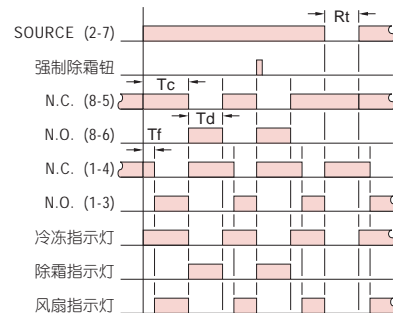 SOURCE (2-7)
Rt
强制除霜钮
Tc
N.C. (8-5)
Td
N.O. (8-6)
Tf
N.C. (1-4)
N.O. (1-3)
冷冻指示灯
除霜指示灯
风扇指示灯